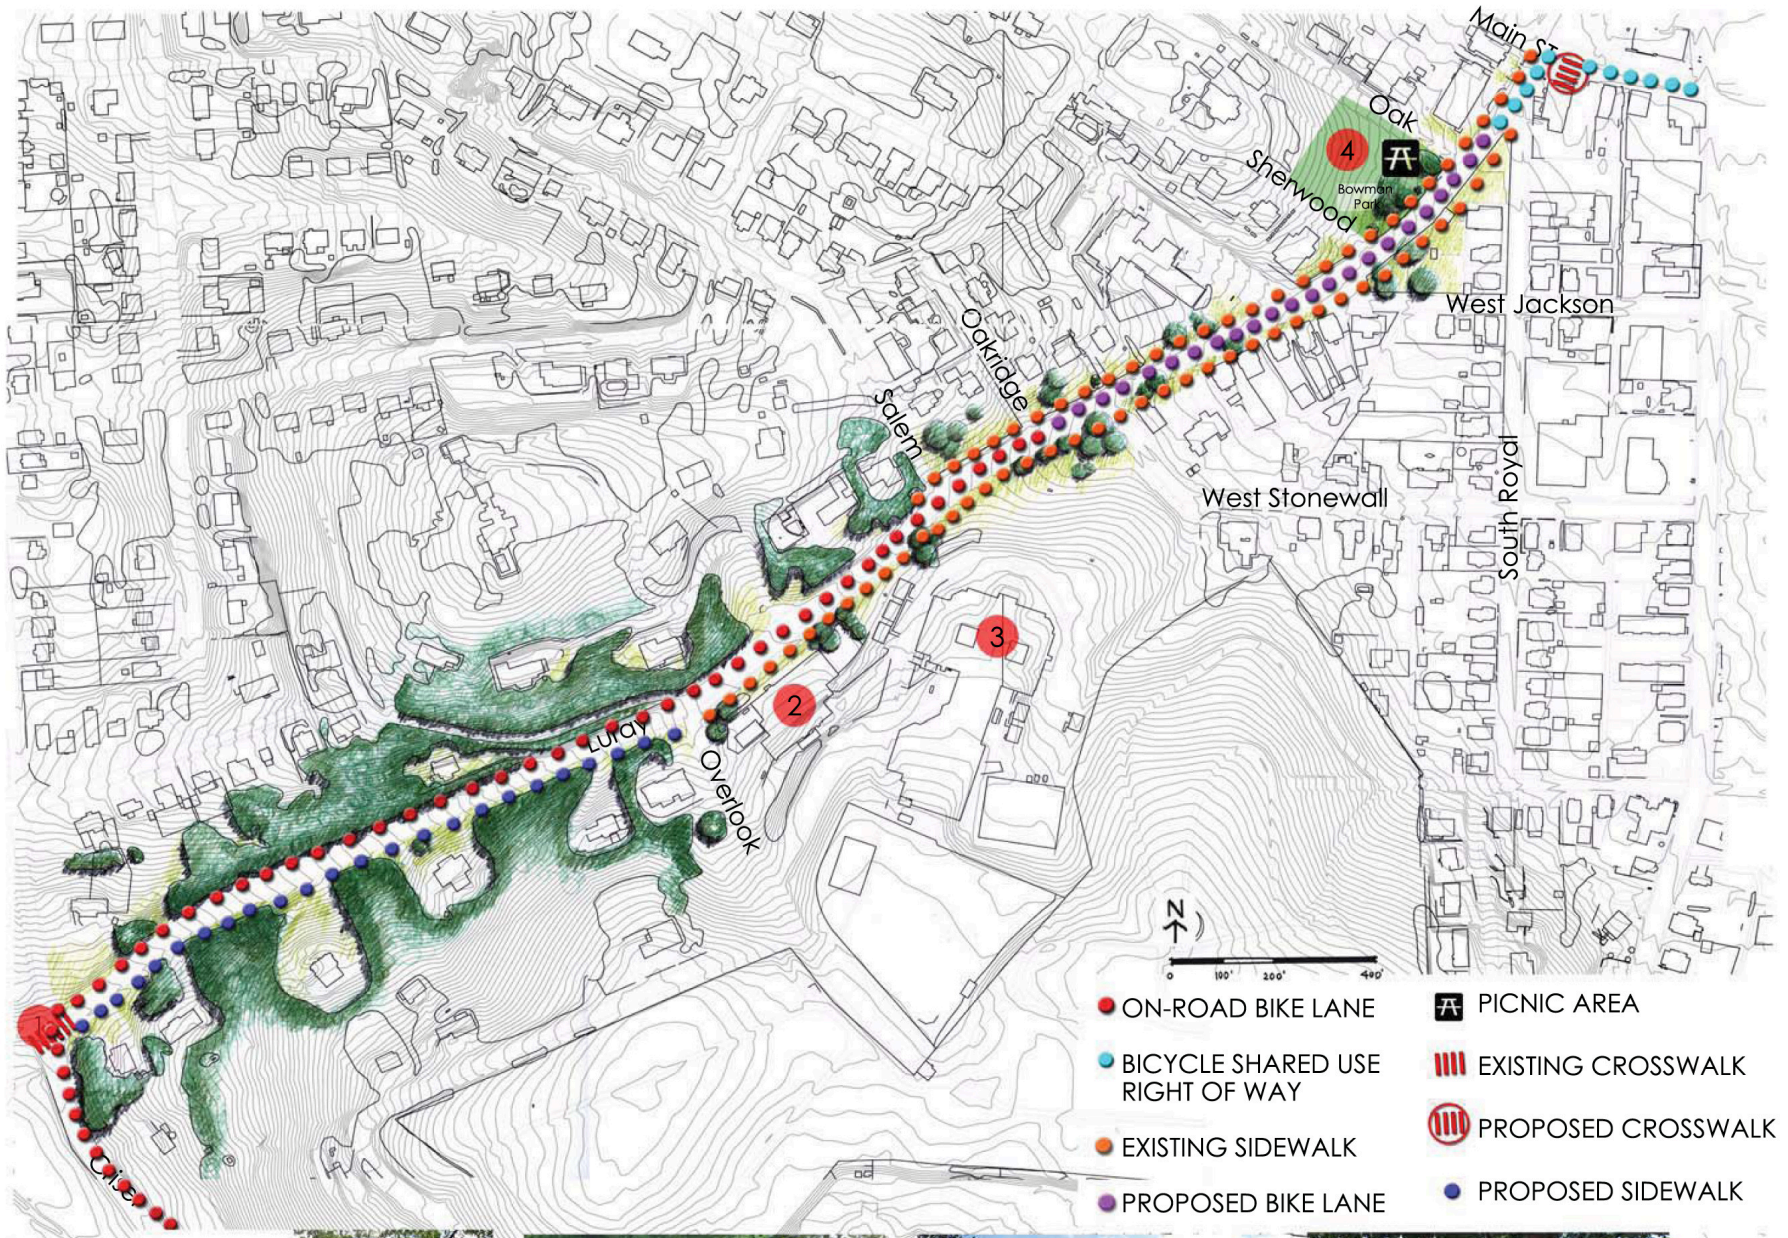 Main ST
Oak
4
Sherwood
Bowman
Park
West Jackson
Oakridge
Salem
West Stonewall
South Royal
3
2
Luray
Overlook
N
1
0 100' 200' 400'
ON-ROAD BIKE LANE
BICYCLE SHARED USE
RIGHT OF WAY
EXISTING SIDEWALK
PROPOSED BIKE LANE
PICNIC AREA
EXISTING CROSSWALK
PROPOSED CROSSWALK
PROPOSED SIDEWALK
Criser